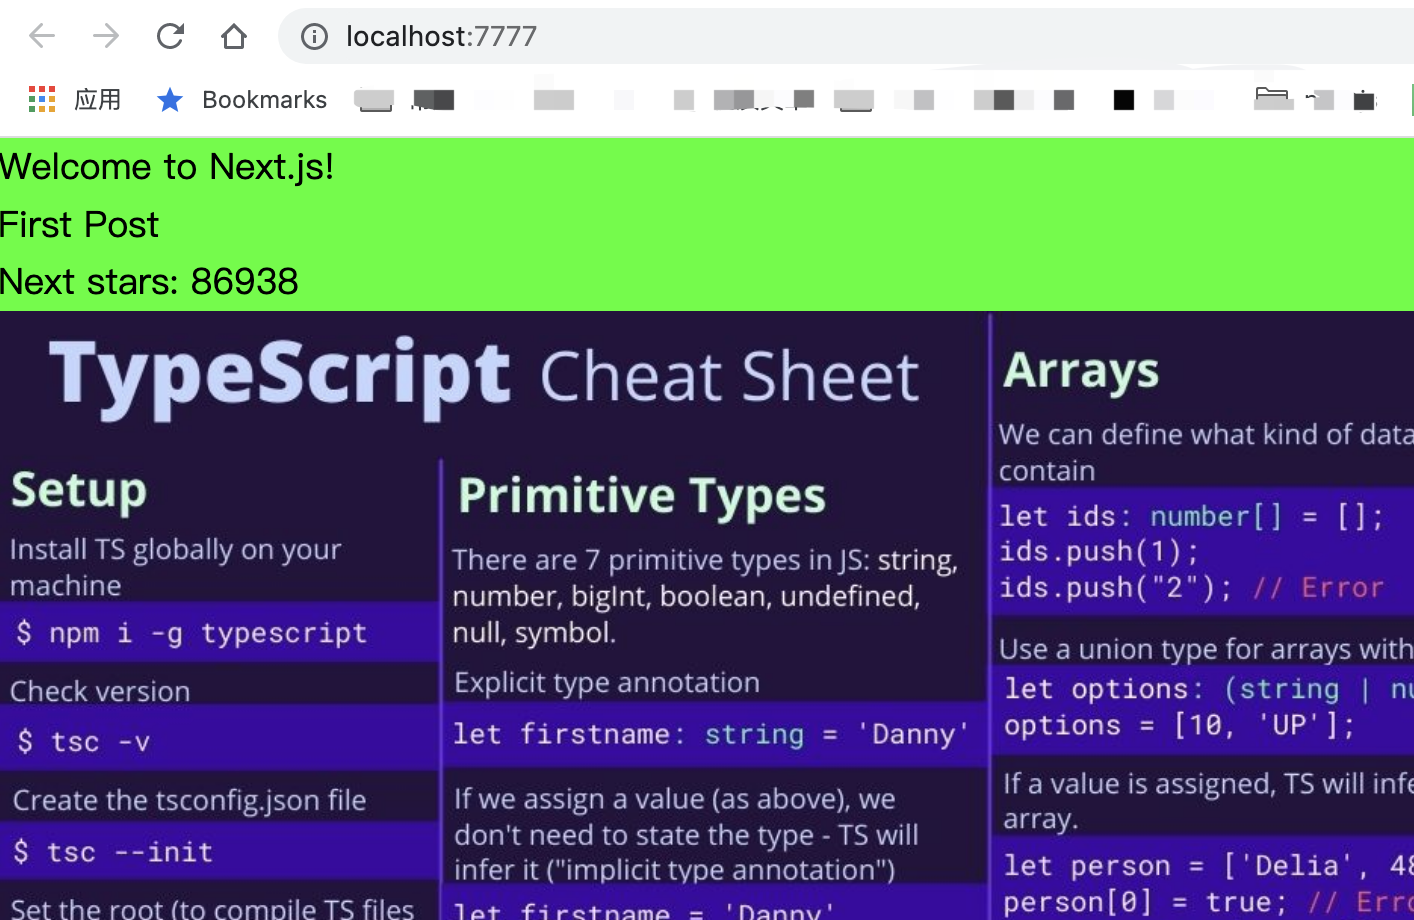 localhost:7777
应用
Bookmarks
Welcome to Next.js!
First Post
Next stars: 86938
TypeScript Cheat Sheet
Setup
Install TS globally on your
machine
$ npm i -g typescript
Check version
$ tsc -v
Create the tsconfig.json file
$ tsc --init
Set the root (to compile TS files
Primitive Types
There are 7 primitive types in JS: string,
number, bigInt, boolean, undefined,
null, symbol.
Explicit type annotation
let firstname: string = 'Danny'
If we assign a value (as above), we
don't need to state the type - TS will
infer it ("implicit type annotation")
let firstname = 'Danny'
Arrays
We can define what kind of data
contain
let ids: number[] = [];
ids.push(1);
ids.push("2"); // Error
Use a union type for arrays with
let options: (string | nu
options = [10, 'UP'];
If a value is assigned, TS will infe
array.
let person = ['Delia', 48
person[0] = true; // Erro